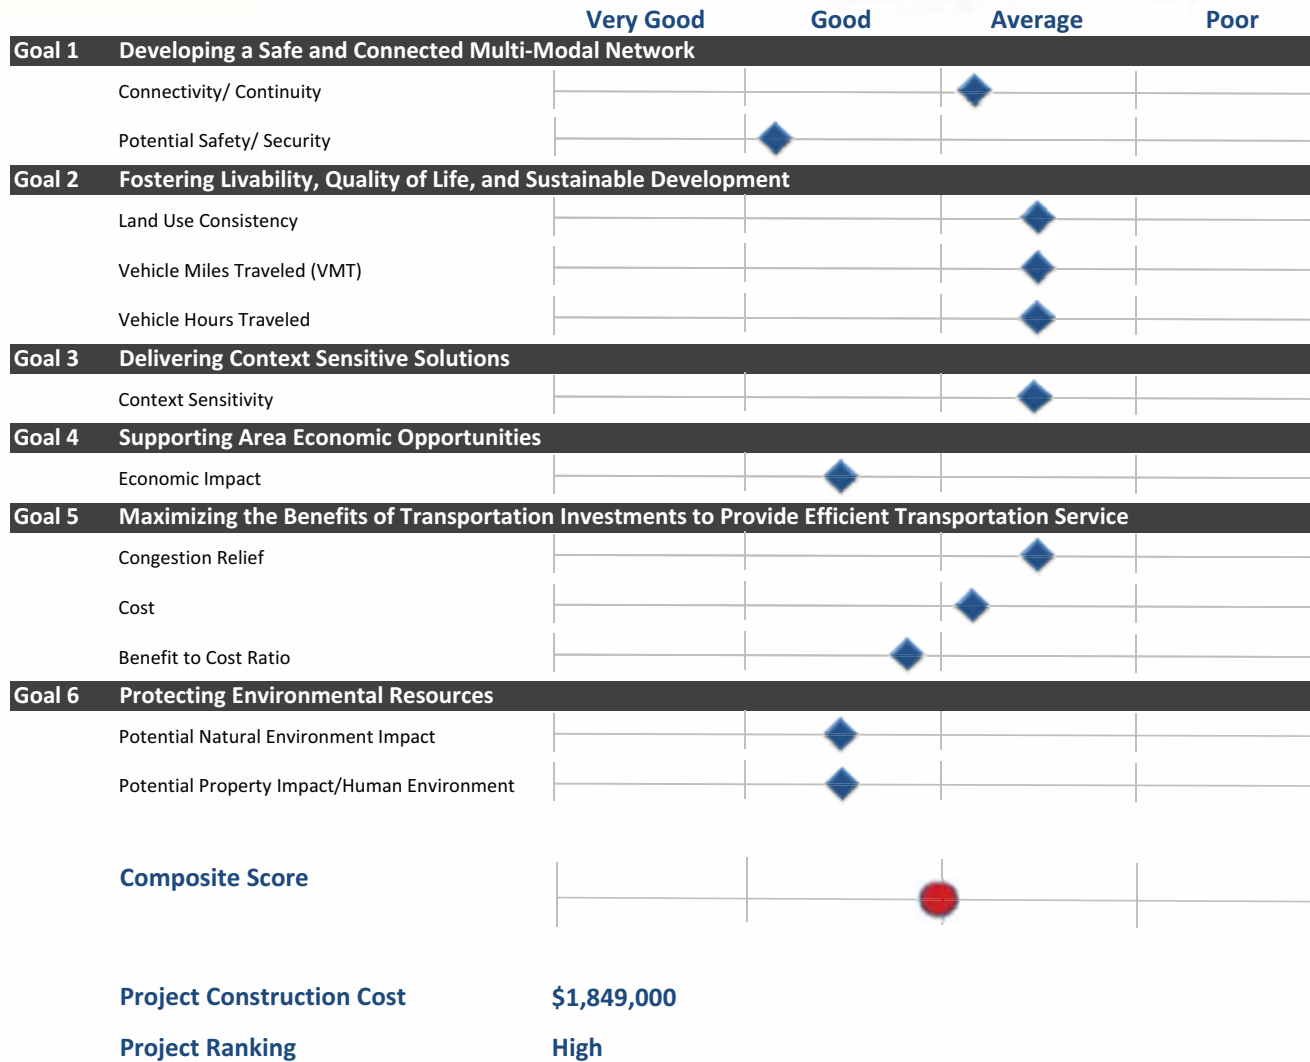 Very Good Good Average Poor
Goal 1 Developing a Safe and Connected Multi-Modal Network
Connectivity/ Continuity
Potential Safety/ Security
Goal 2 Fostering Livability, Quality of Life, and Sustainable Development
Land Use Consistency
Vehicle Miles Traveled (VMT)
Vehicle Hours Traveled
Goal 3 Delivering Context Sensitive Solutions
Context Sensitivity
Goal 4 Supporting Area Economic Opportunities
Economic Impact
Goal 5 Maximizing the Benefits of Transportation Investments to Provide Efficient Transportation Service
Congestion Relief
Cost
Benefit to Cost Ratio
Goal 6 Protecting Environmental Resources
Potential Natural Environment Impact
Potential Property Impact/Human Environment
Composite Score
Project Construction Cost $1,849,000
Project Ranking High